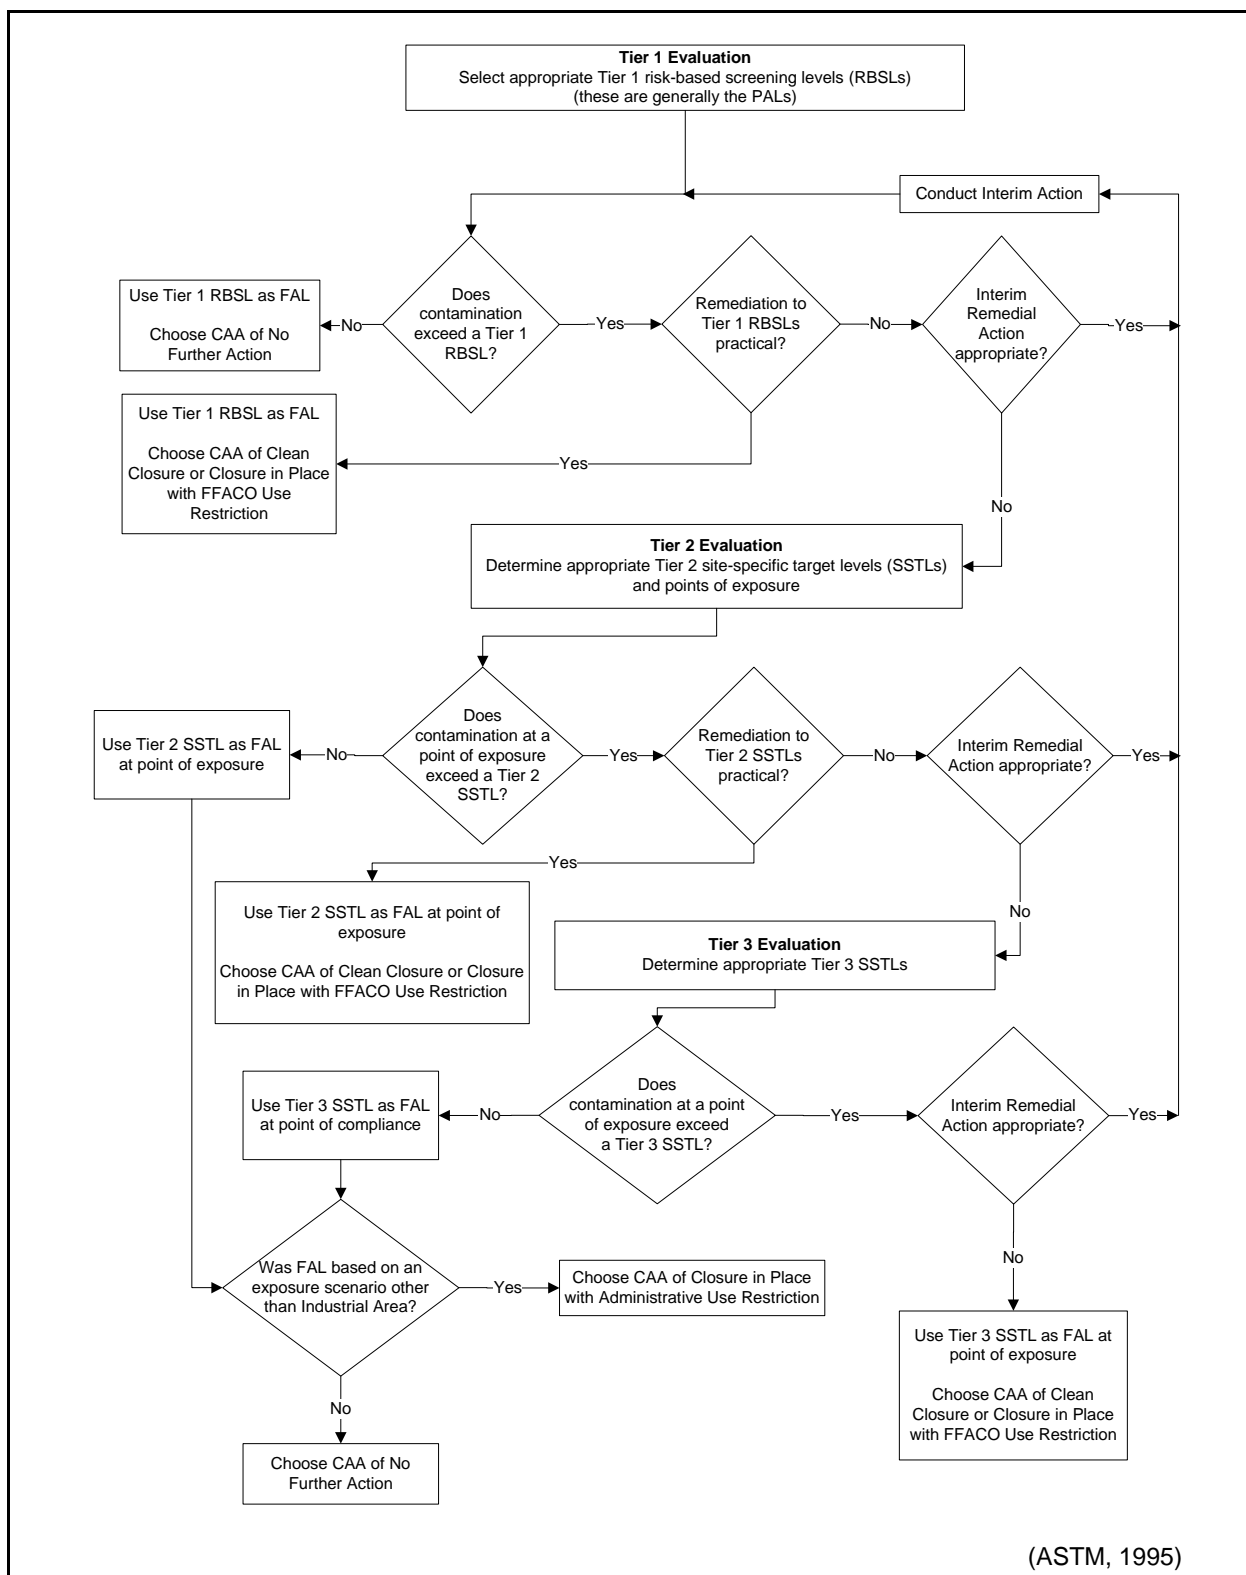 Tier 1 Evaluation
Select appropriate Tier 1 risk-based screening levels (RBSLs)
(these are generally the PALs)
Conduct Interim Action
Use Tier 1 RBSL as FAL
Choose CAA of No
Further Action
No
Does
contamination
exceed a Tier 1
RBSL?
Yes
Remediation to
Tier 1 RBSLs
practical?
No
Interim
Remedial
Action
appropriate?
Yes
Use Tier 1 RBSL as FAL
Choose CAA of Clean
Closure or Closure in Place
with FFACO Use
Restriction
Yes
No
Tier 2 Evaluation
Determine appropriate Tier 2 site-specific target levels (SSTLs)
and points of exposure
Use Tier 2 SSTL as FAL
at point of exposure
No
Does
contamination at a
point of exposure
exceed a Tier 2
SSTL?
Yes
Remediation to
Tier 2 SSTLs
practical?
No
Interim Remedial
Action appropriate?
Yes
Yes
Use Tier 2 SSTL as FAL at point of
exposure
Choose CAA of Clean Closure or Closure
in Place with FFACO Use Restriction
No
Tier 3 Evaluation
Determine appropriate Tier 3 SSTLs
Use Tier 3 SSTL as FAL
at point of compliance
No
Does
contamination at a point
of exposure exceed
a Tier 3 SSTL?
Yes
Interim Remedial
Action appropriate?
Yes
Was FAL based on an
exposure scenario other
than Industrial Area?
Yes
Choose CAA of Closure in Place
with Administrative Use Restriction
No
Use Tier 3 SSTL as FAL at
point of exposure
Choose CAA of Clean
Closure or Closure in Place
with FFACO Use Restriction
No
Choose CAA of No
Further Action
(ASTM, 1995)